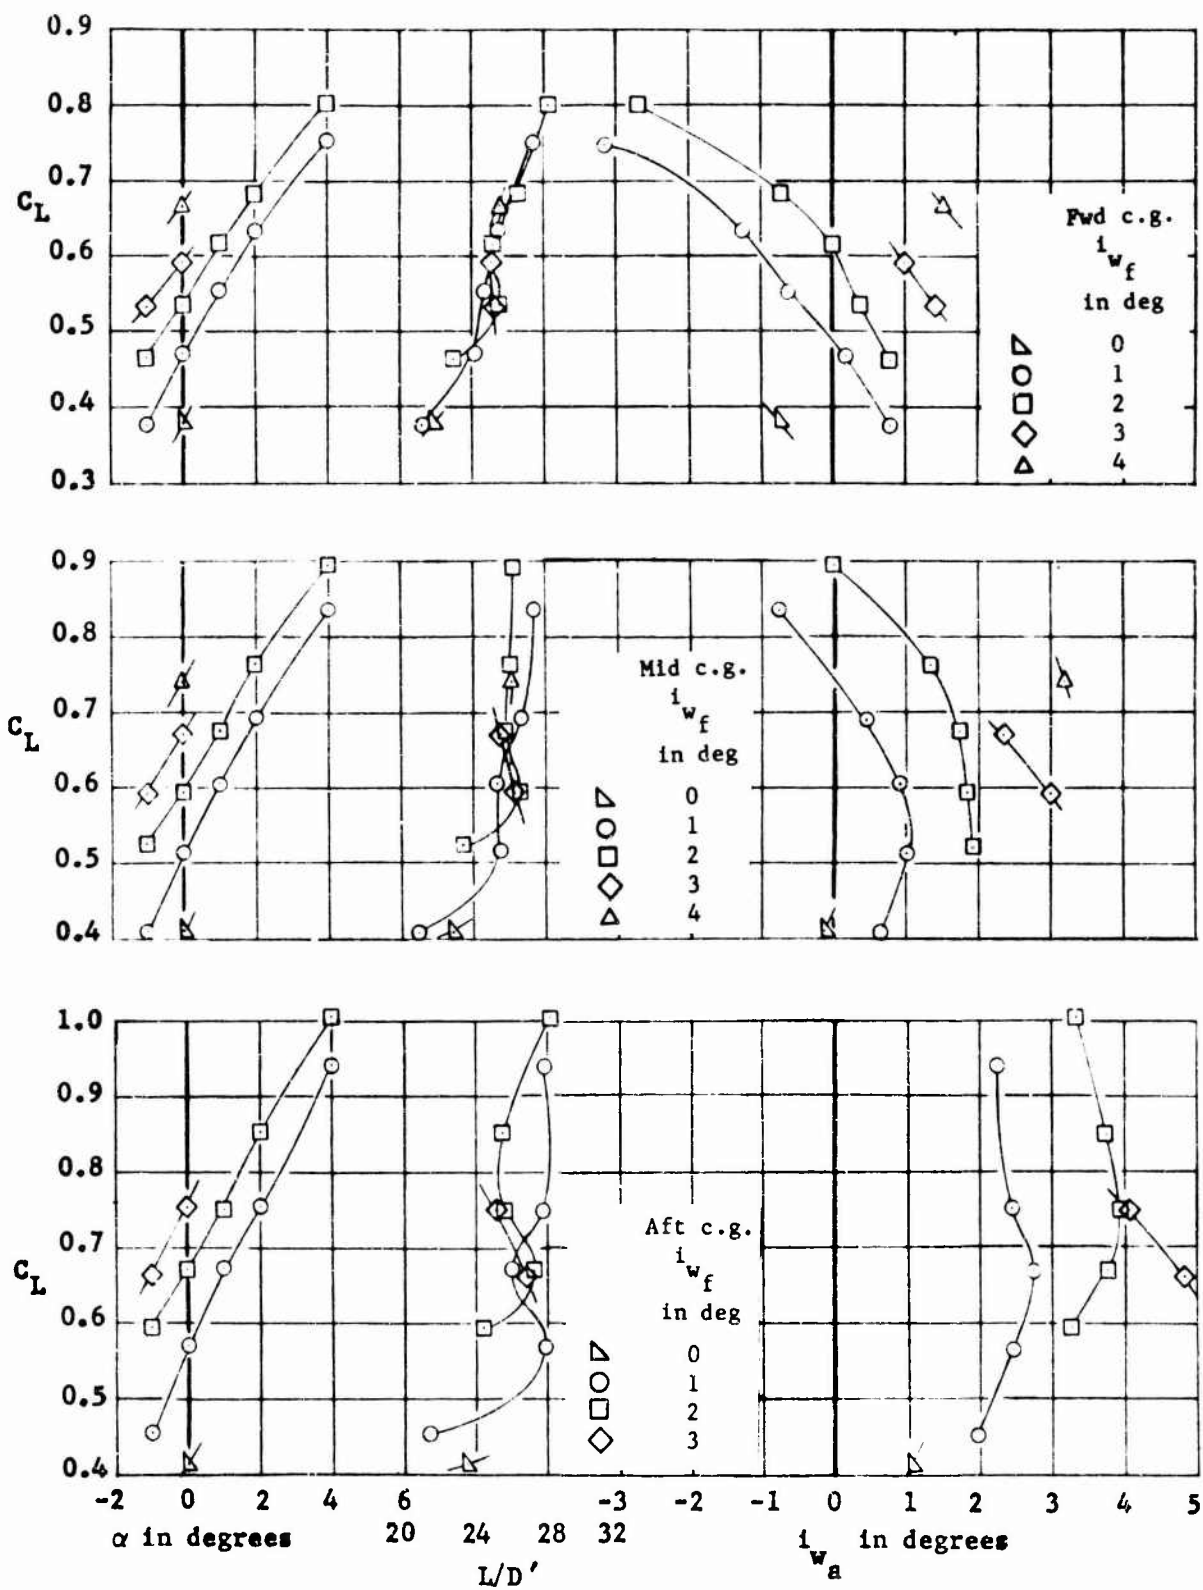 0.9
0.8
0.7
C_L
0.6
0.5
0.4
0.3
Fwd c.g.
i_w_f
in deg
0
1
2
3
4
0.9
0.8
0.7
C_L
0.6
0.5
0.4
Mid c.g.
i_w_f
in deg
0
1
2
3
4
1.0
0.9
0.8
0.7
C_L
0.6
0.5
0.4
Aft c.g.
i_w_f
in deg
0
1
2
3
-2 0 2 4 6 -3 -2 -1 0 1 2 3 4 5
α in degrees 20 24 28 32 i_w_a in degrees
L/D′